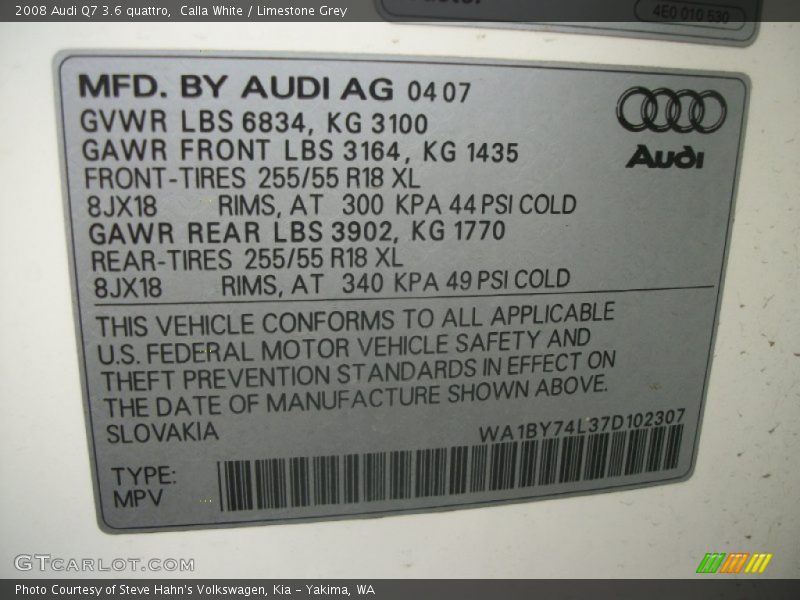 2008 Audi Q7 3.6 quattro,  Calla White / Limestone Grey
4E0 010 630
MFD. BY AUDI AG 04 07
GVWR LBS 6834, KG 3100
GAWR FRONT LBS 3164, KG 1435
FRONT-TIRES 255/55 R18 XL
8JX18 RIMS, AT 300 KPA 44 PSI COLD
GAWR REAR LBS 3902, KG 1770
REAR-TIRES 255/55 R18 XL
8JX18 RIMS, AT 340 KPA 49 PSI COLD
Audi
THIS VEHICLE CONFORMS TO ALL APPLICABLE
U.S. FEDERAL MOTOR VEHICLE SAFETY AND
THEFT PREVENTION STANDARDS IN EFFECT ON
THE DATE OF MANUFACTURE SHOWN ABOVE.
SLOVAKIA
WA1BY74L37D102307
TYPE:
MPV
GTCARLOT.COM
Photo Courtesy of Steve Hahn's Volkswagen, Kia - Yakima, WA